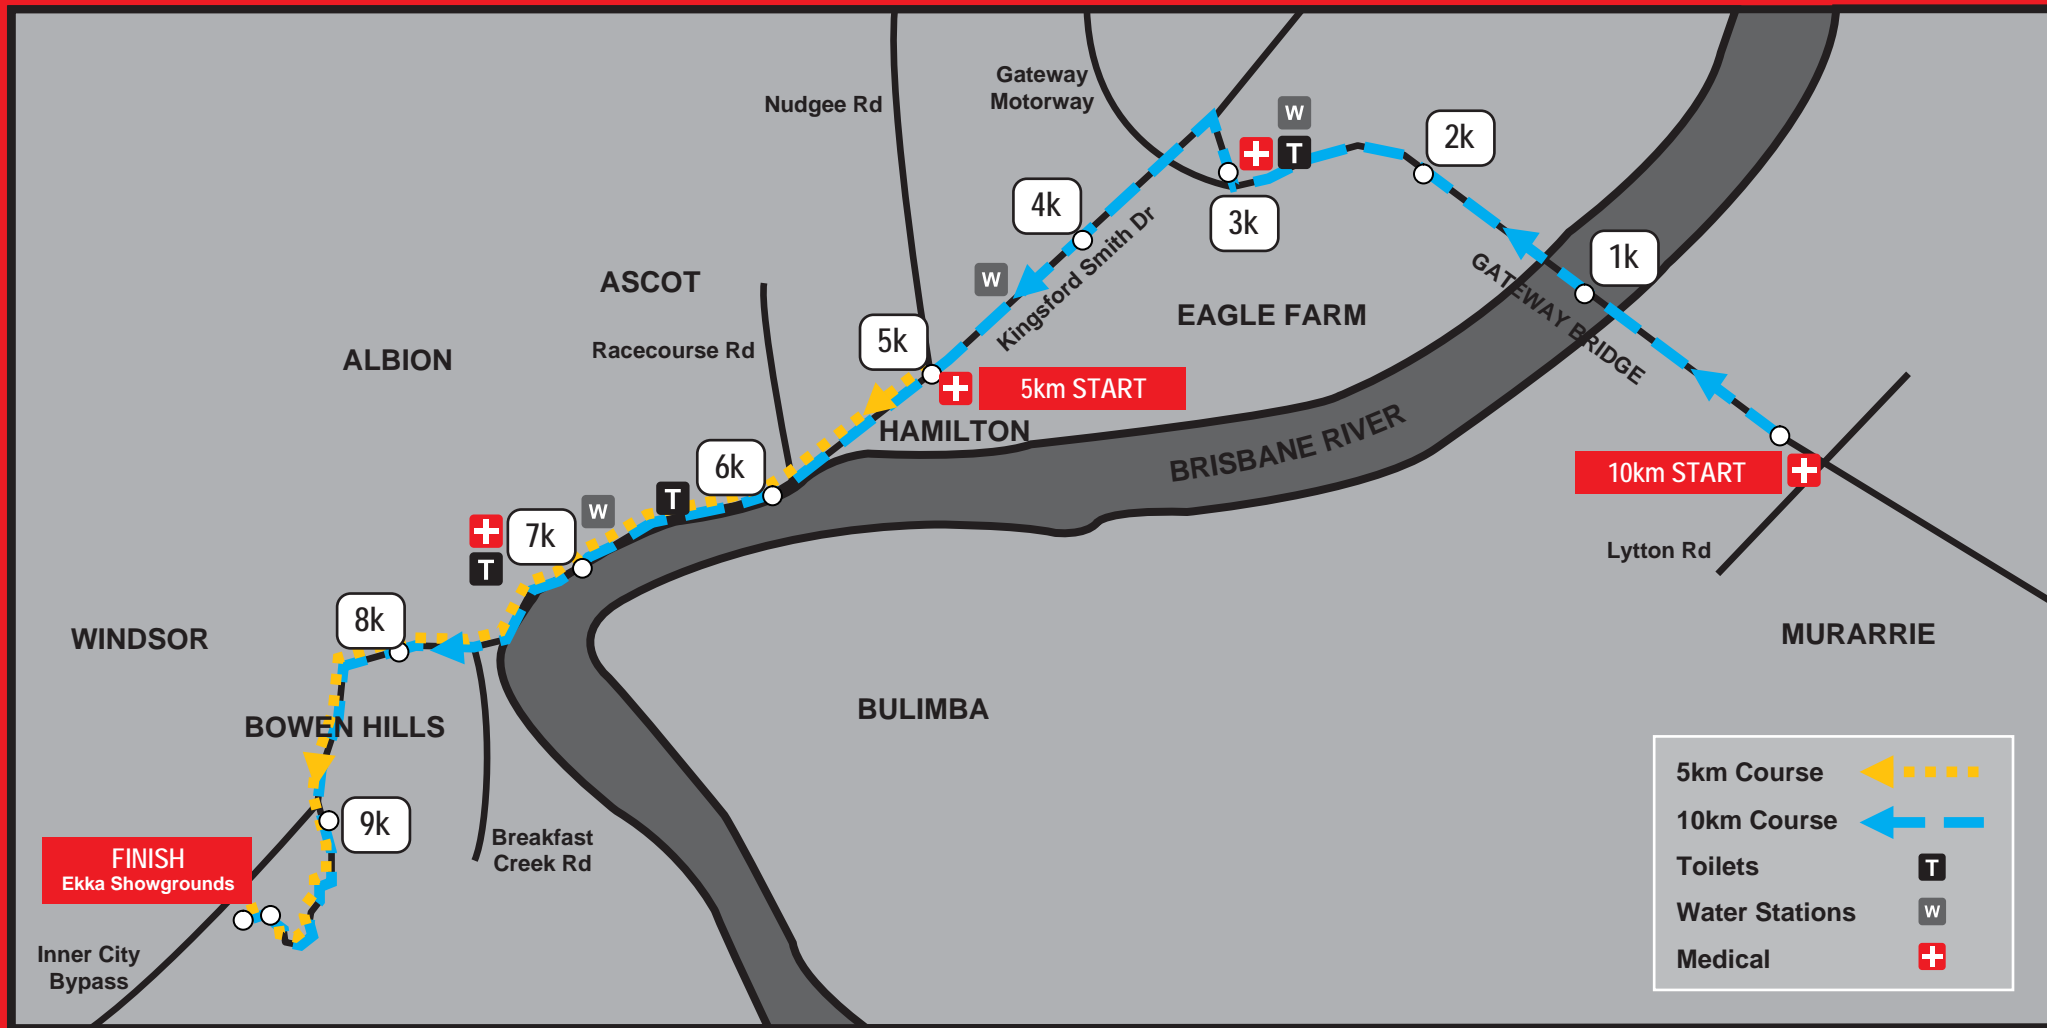 Gateway
Motorway
Nudgee Rd
W
T
2k
4k
3k
Kingsford Smith Dr
1k
GATEWAY BRIDGE
ASCOT
W
EAGLE FARM
5k
Racecourse Rd
ALBION
5km START
HAMILTON
BRISBANE RIVER
6k
10km START
T
W
7k
T
Lytton Rd
8k
WINDSOR
MURARRIE
BULIMBA
BOWEN HILLS
9k
Breakfast
Creek Rd
FINISH
Ekka Showgrounds
Inner City
Bypass
5km Course
10km Course
Toilets T
Water Stations W
Medical